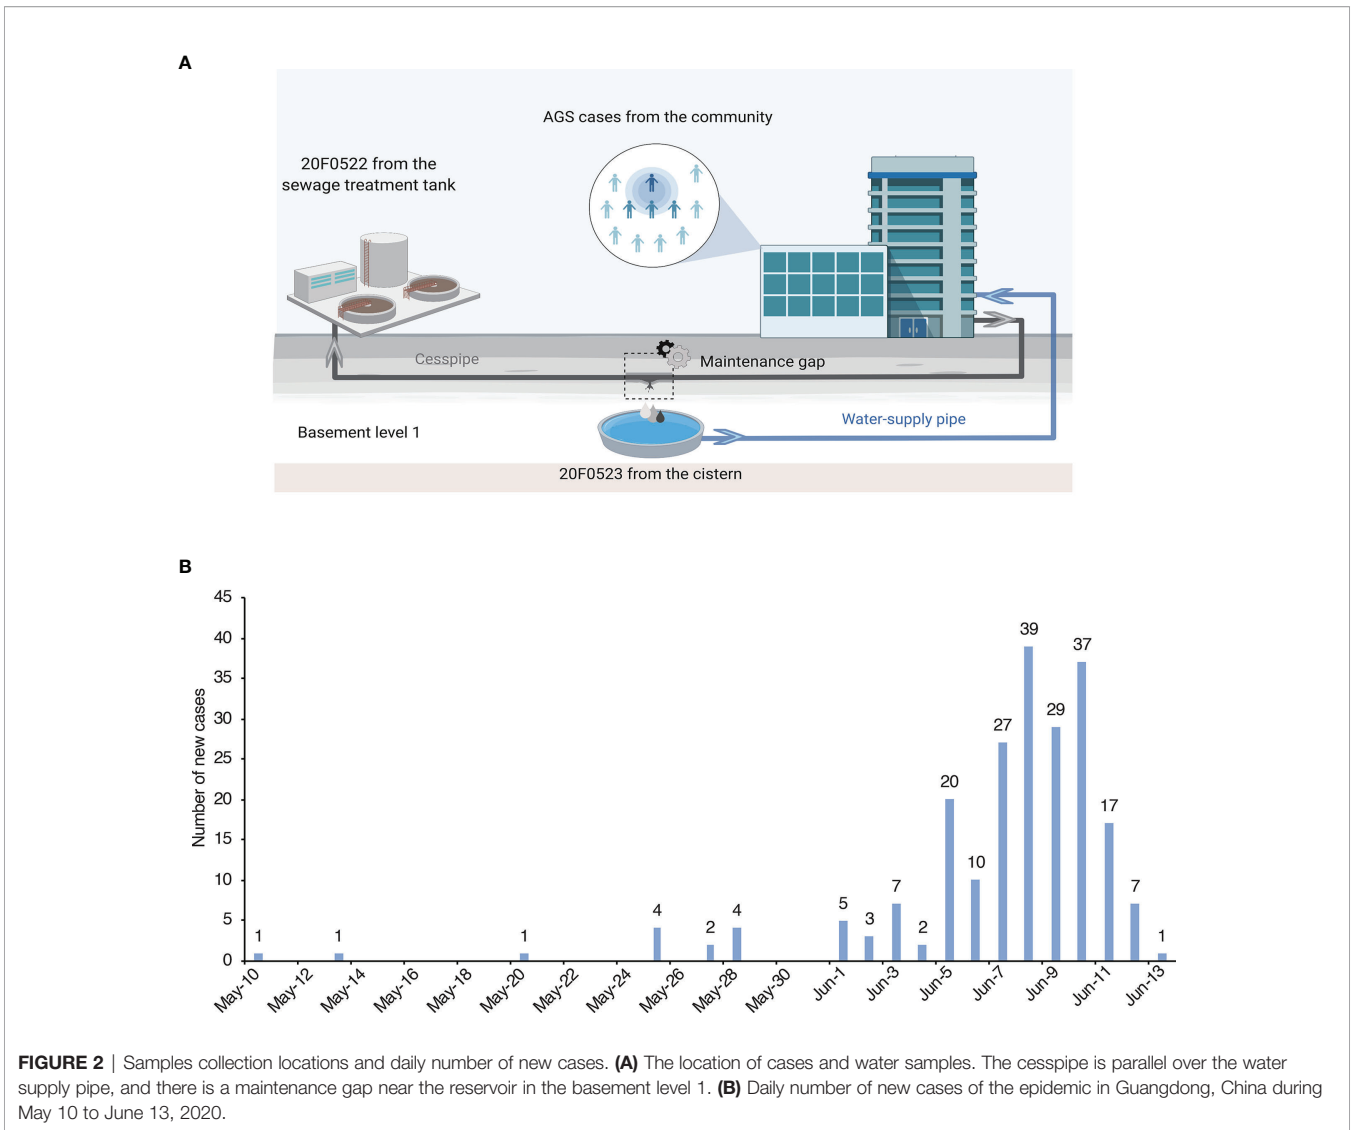 A
AGS cases from the community
20F0522 from the
sewage treatment tank
Cesspipe
Maintenance gap
Water-supply pipe
Basement level 1
20F0523 from the cistern
B
Number of new cases
45
40
35
30
25
20
15
10
5
0
1
1
1
4
2
4
5
3
7
2
20
10
27
39
29
37
17
7
1
May-10
May-12
May-14
May-16
May-18
May-20
May-22
May-24
May-26
May-28
May-30
Jun-1
Jun-3
Jun-5
Jun-7
Jun-9
Jun-11
Jun-13
FIGURE 2 | Samples collection locations and daily number of new cases. (A) The location of cases and water samples. The cesspipe is parallel over the water
supply pipe, and there is a maintenance gap near the reservoir in the basement level 1. (B) Daily number of new cases of the epidemic in Guangdong, China during
May 10 to June 13, 2020.